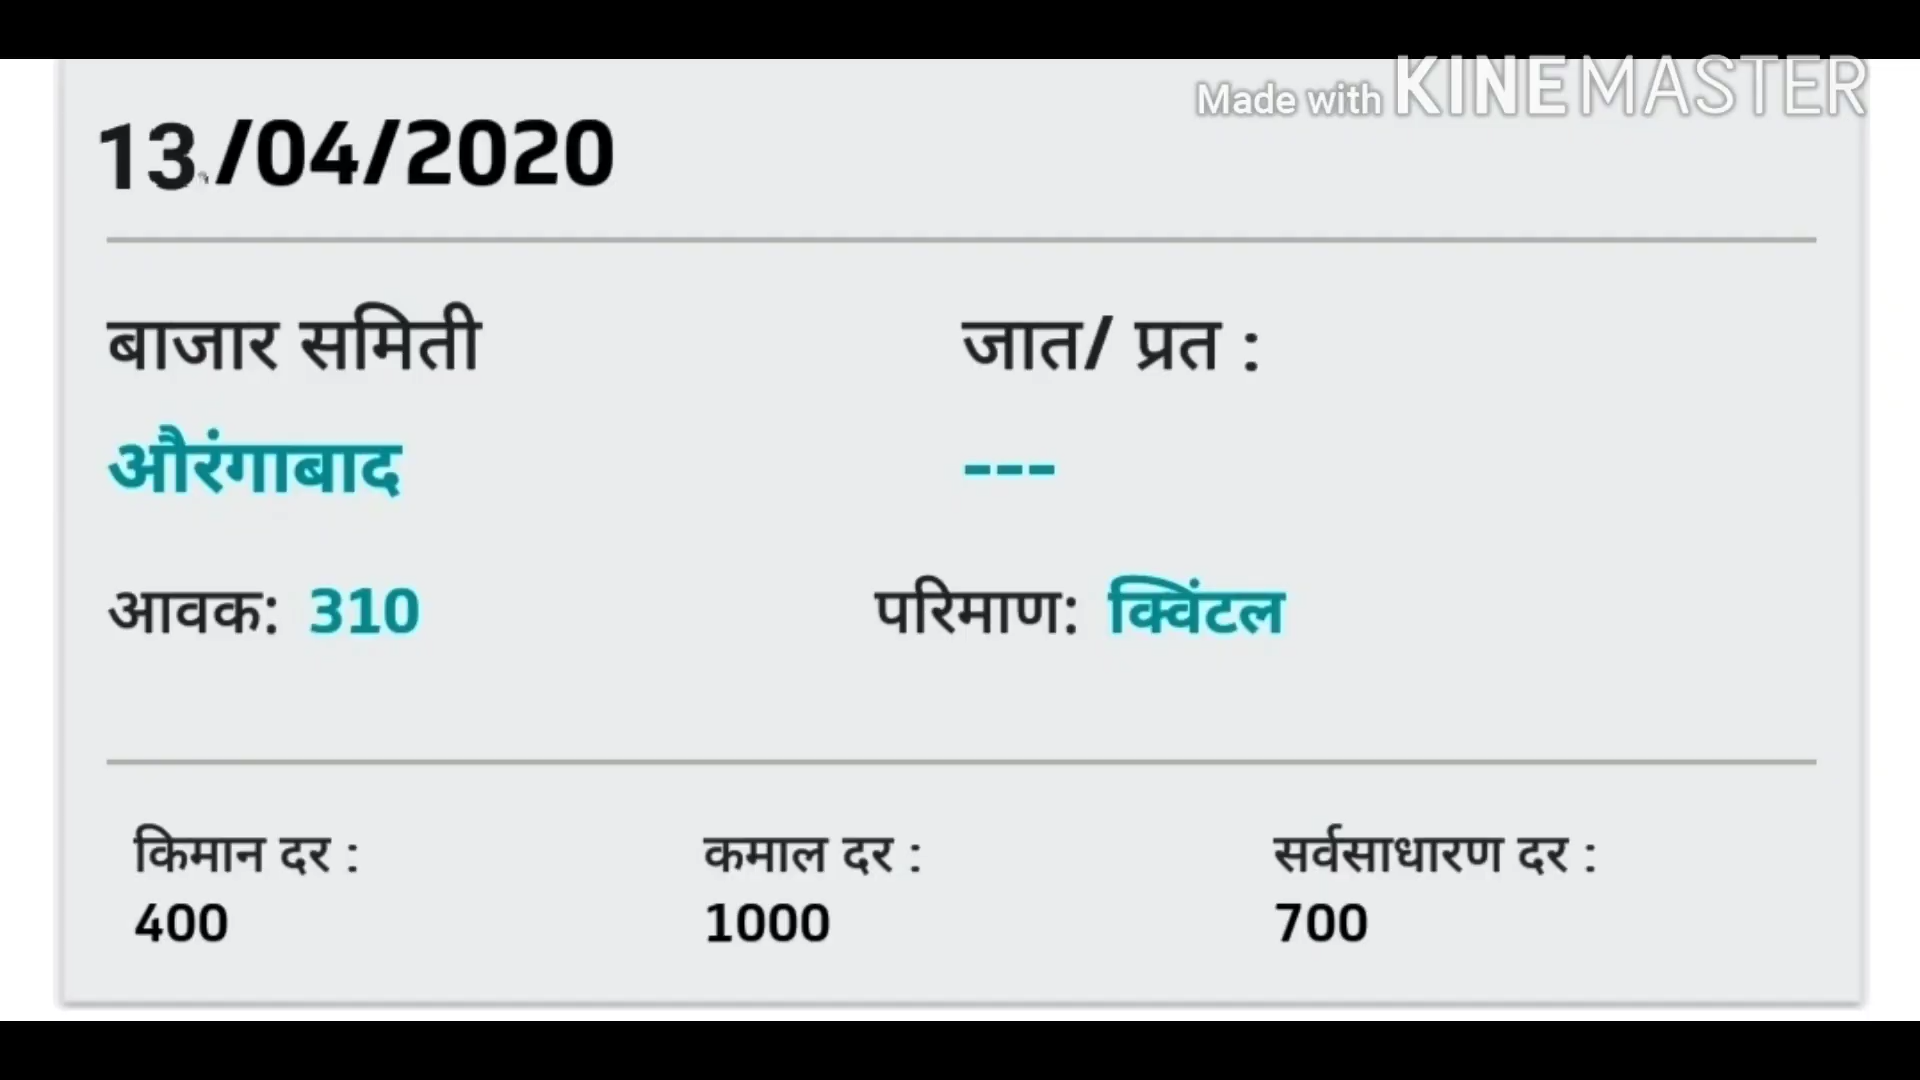 Made with KINEMASTER
13./04/2020
बाजार समिती
जात/ प्रत :
औरंगाबाद
---
आवक: 310
परिमाण: क्विंटल
किमान दर :
कमाल दर :
सर्वसाधारण दर :
400
1000
700